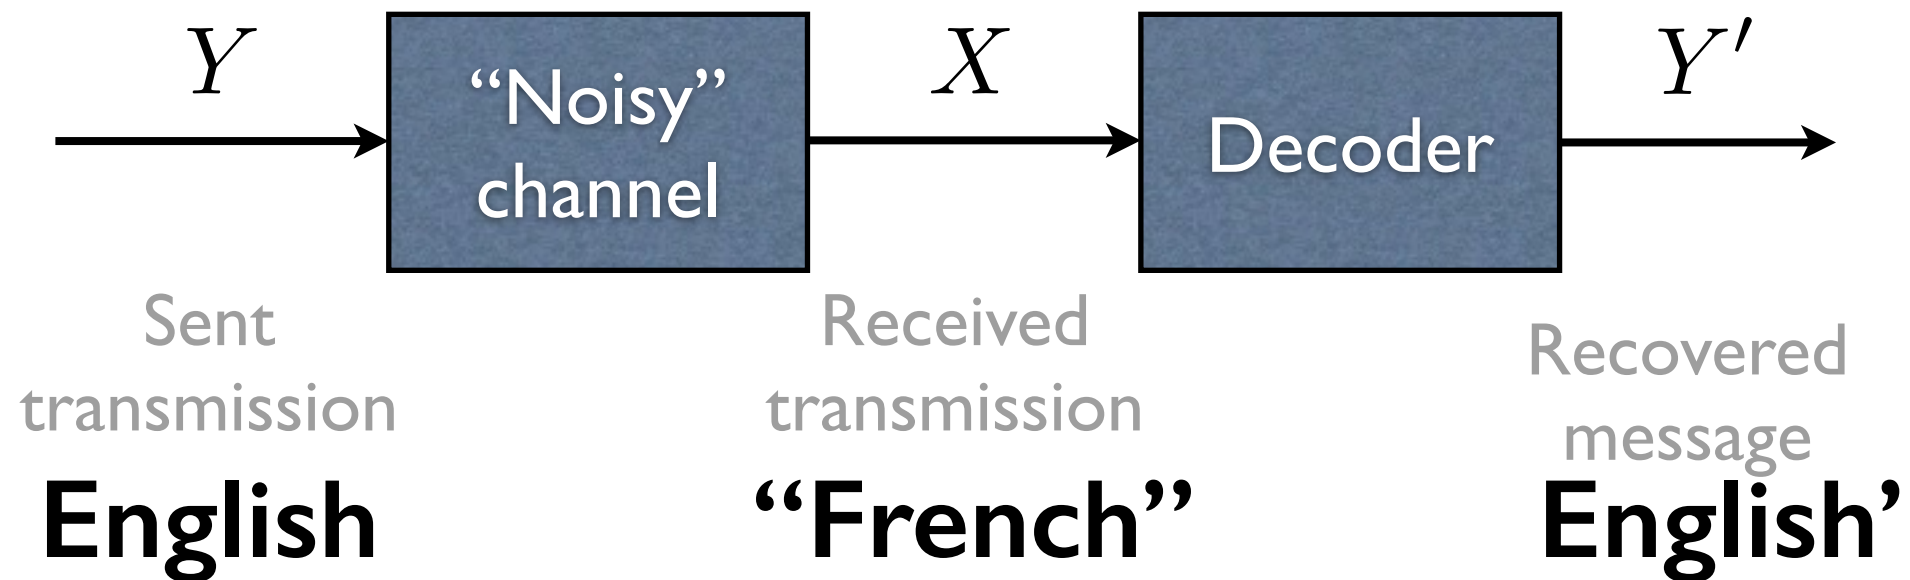 Y
“Noisy”
channel
X
Decoder
Y′
Sent
transmission
Received
transmission
Recovered
message
English
“French”
English’